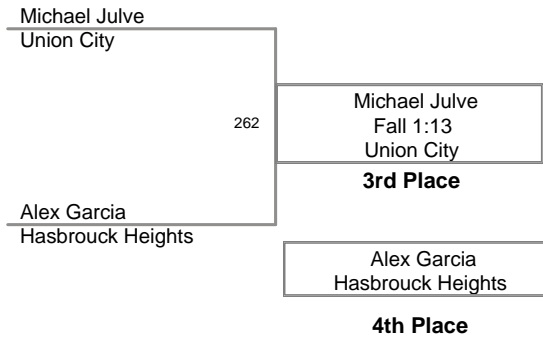 Michael Julve
Union City
262
Michael Julve
Fall 1:13
Union City
3rd Place
Alex Garcia
Hasbrouck Heights
Alex Garcia
Hasbrouck Heights
4th Place